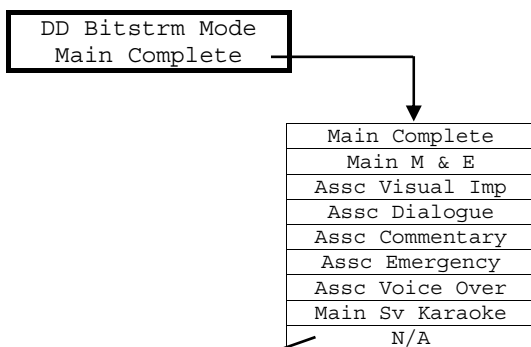 DD Bitstrm Mode
Main Complete
Main Complete
Main M & E
Assc Visual Imp
Assc Dialogue
Assc Commentary
Assc Emergency
Assc Voice Over
Main Sv Karaoke
N/A